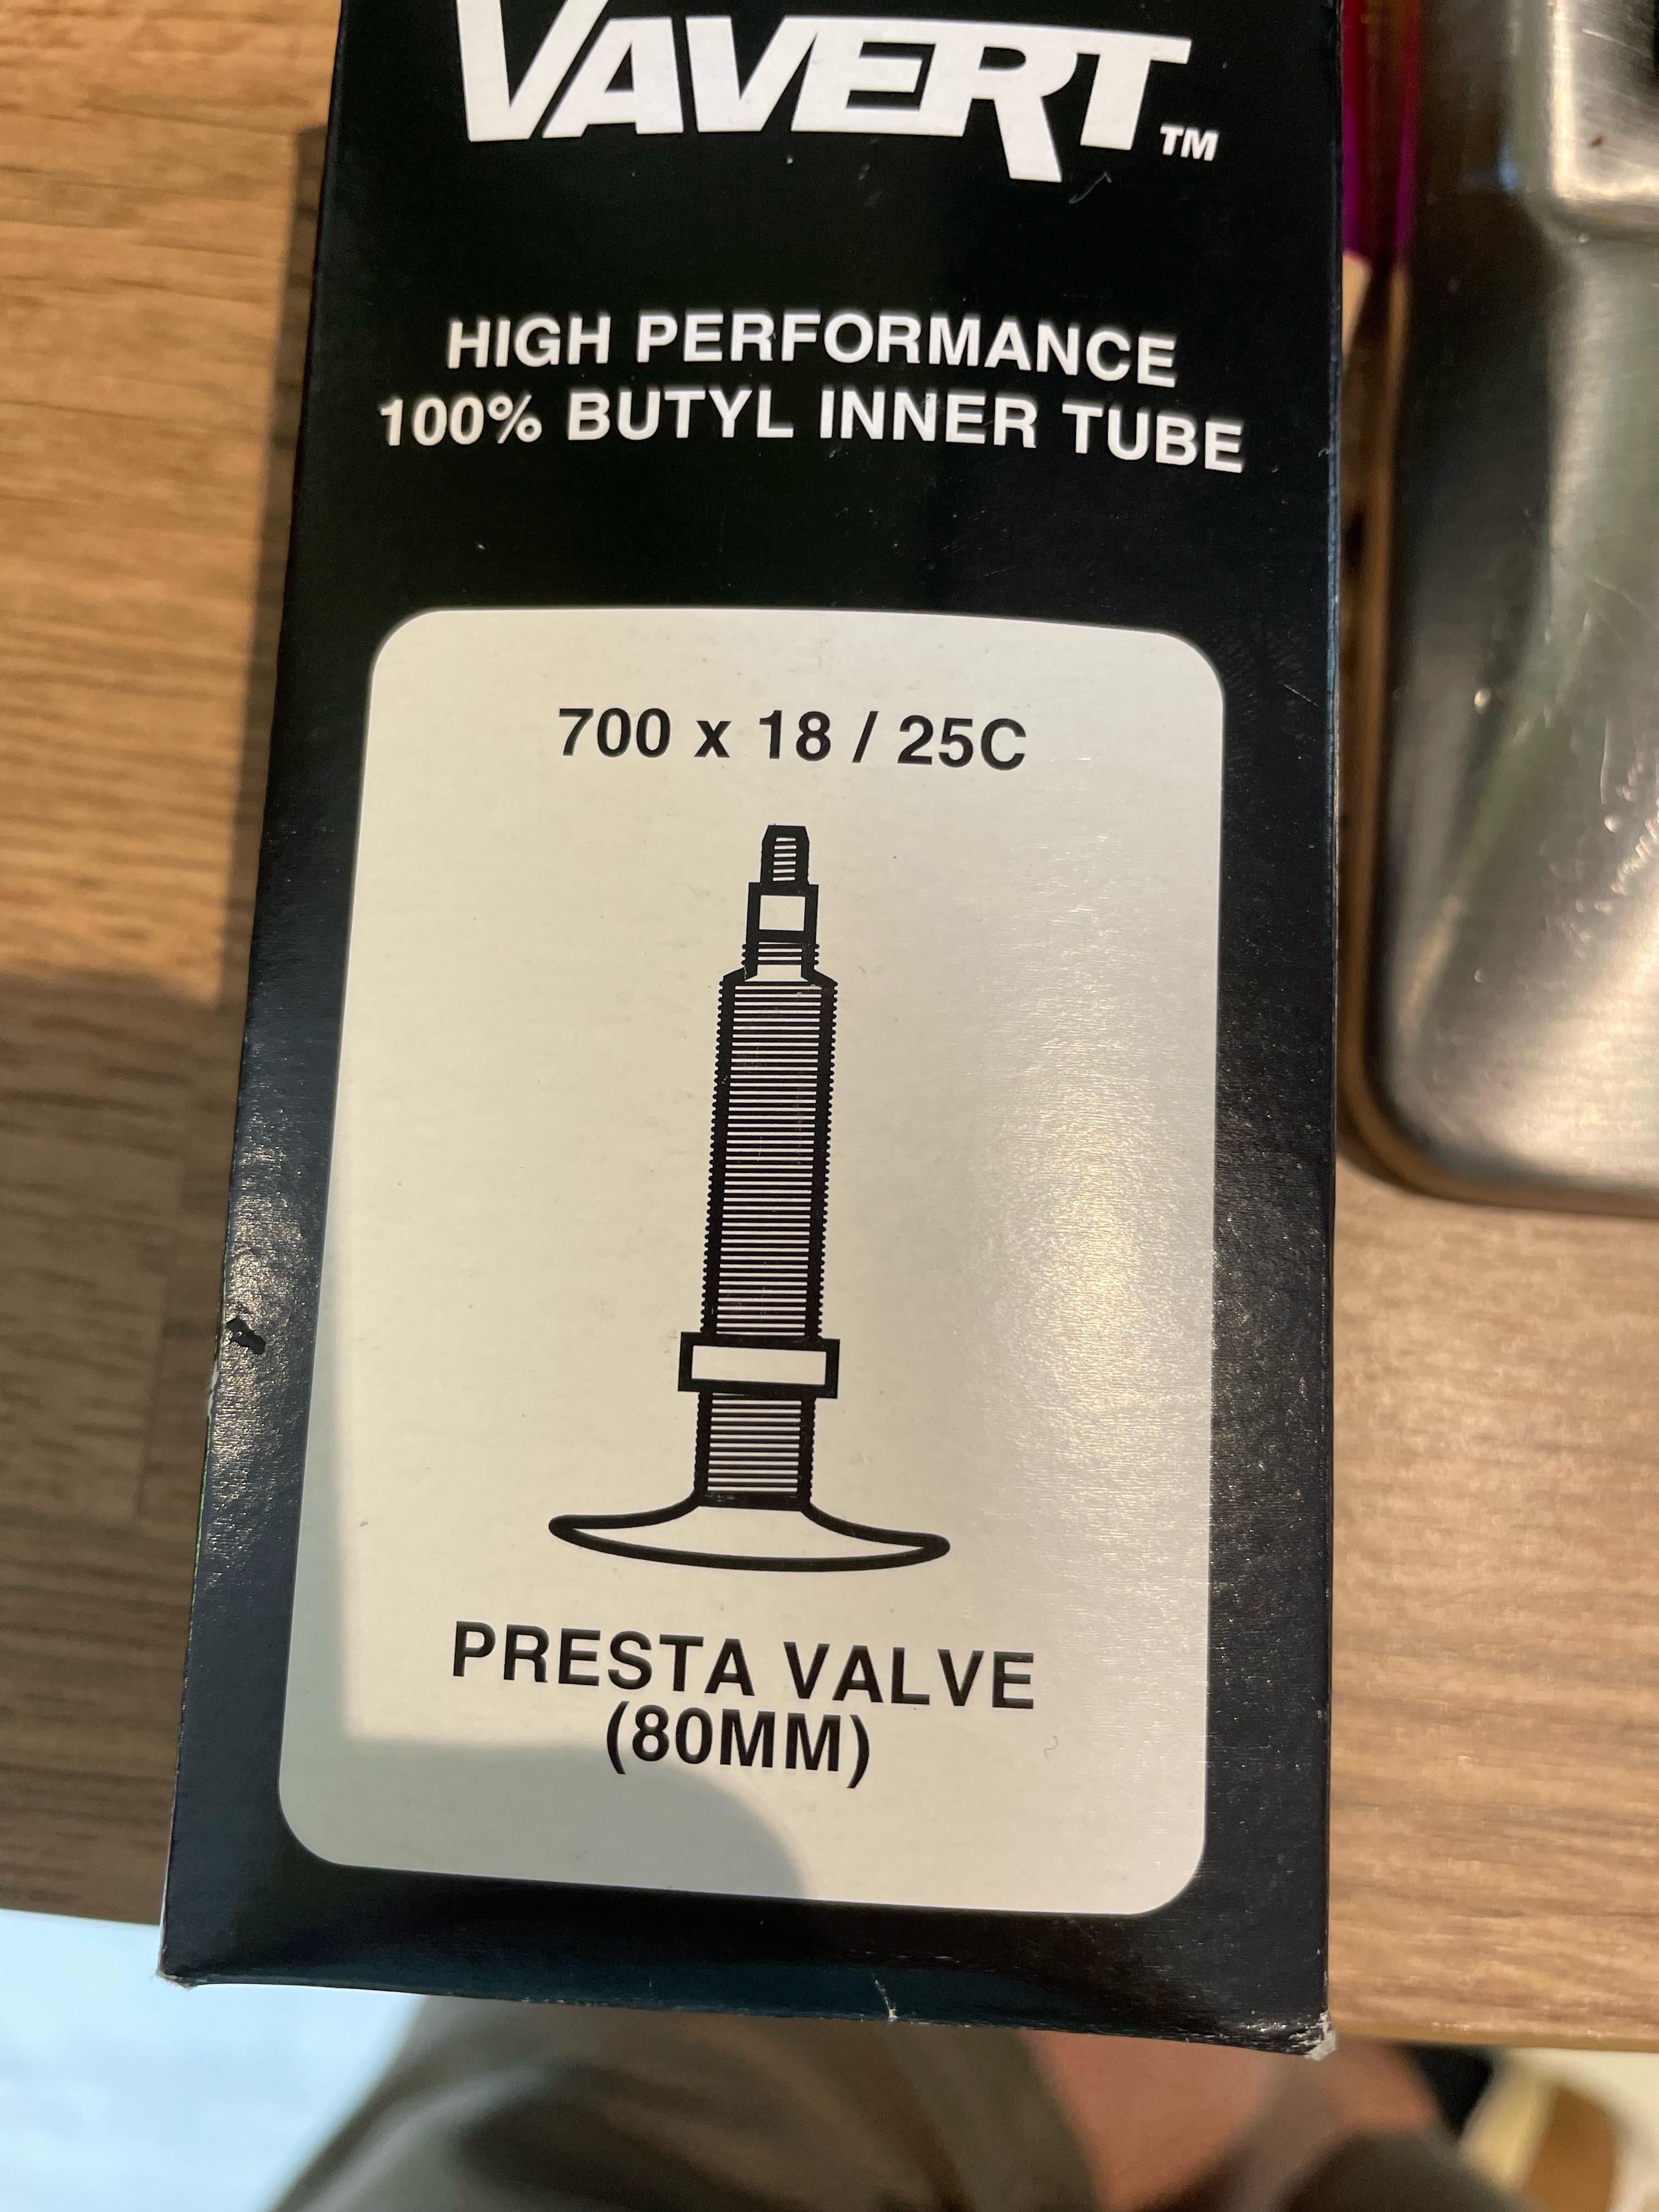 VAVERT™
HIGH PERFORMANCE
100% BUTYL INNER TUBE
700 x 18 / 25C
PRESTA VALVE
(80MM)